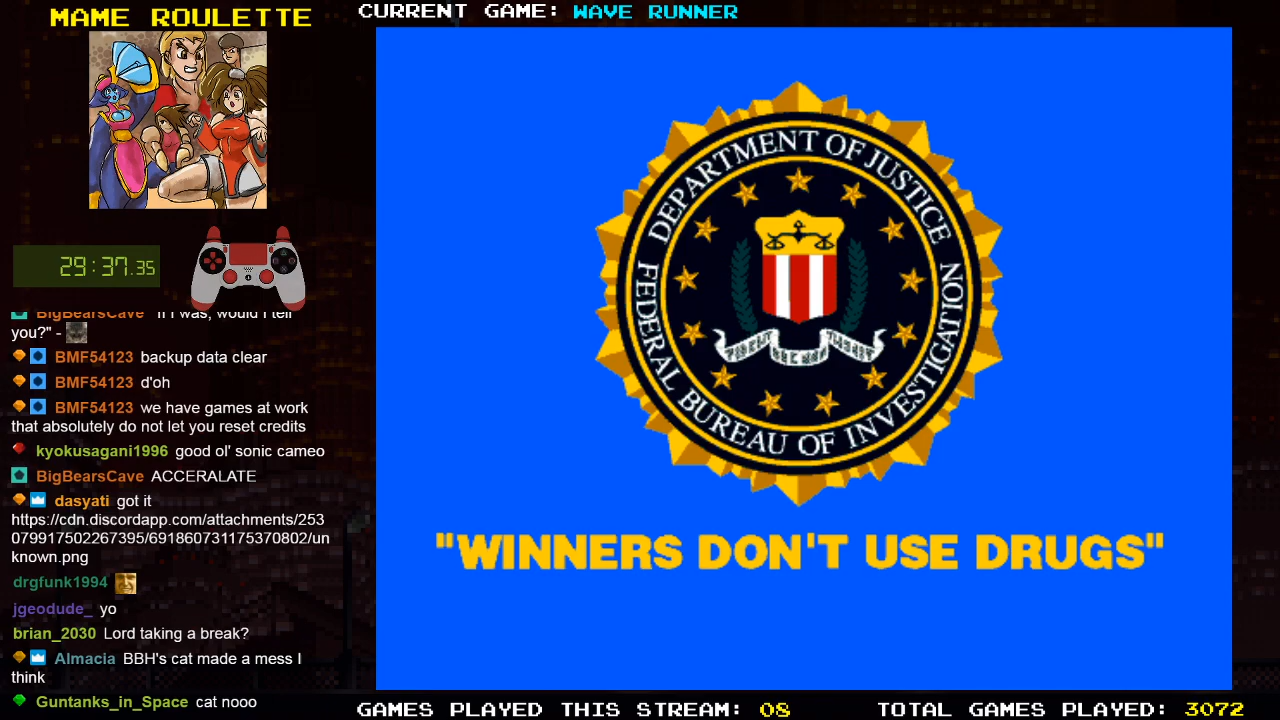 MAME ROULETTE
CURRENT GAME: WAVE RUNNER
29:37.35
BigBearsCave "If I was, would I tell
you?" -
BMF54123 backup data clear
BMF54123 d'oh
BMF54123 we have games at work
that absolutely do not let you reset credits
kyokusagani1996 good ol' sonic cameo
BigBearsCave ACCERALATE
dasyati got it
https://cdn.discordapp.com/attachments/253
079917502267395/691860731175370802/un
known.png
drgfunk1994
jgeodude_ yo
brian_2030 Lord taking a break?
Almacia BBH's cat made a mess I
think
Guntanks_in_Space cat nooo
DEPARTMENT OF JUSTICE
FEDERAL BUREAU OF INVESTIGATION
"WINNERS DON'T USE DRUGS"
GAMES PLAYED THIS STREAM: 08
TOTAL GAMES PLAYED: 3072